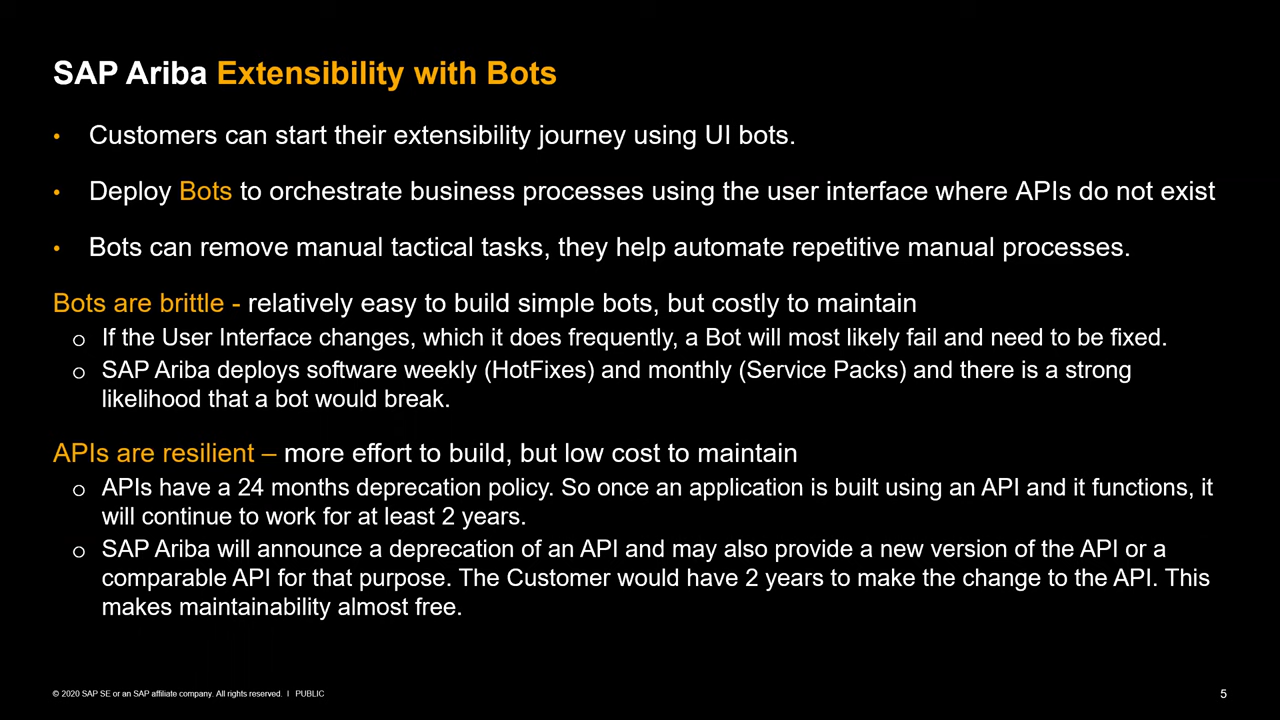 SAP Ariba Extensibility with Bots
• Customers can start their extensibility journey using UI bots.
• Deploy Bots to orchestrate business processes using the user interface where APIs do not exist
• Bots can remove manual tactical tasks, they help automate repetitive manual processes.
Bots are brittle - relatively easy to build simple bots, but costly to maintain
o If the User Interface changes, which it does frequently, a Bot will most likely fail and need to be fixed.
o SAP Ariba deploys software weekly (HotFixes) and monthly (Service Packs) and there is a strong
likelihood that a bot would break.
APIs are resilient – more effort to build, but low cost to maintain
o APIs have a 24 months deprecation policy. So once an application is built using an API and it functions, it
will continue to work for at least 2 years.
o SAP Ariba will announce a deprecation of an API and may also provide a new version of the API or a
comparable API for that purpose. The Customer would have 2 years to make the change to the API. This
makes maintainability almost free.
© 2020 SAP SE or an SAP affiliate company. All rights reserved. I PUBLIC
5